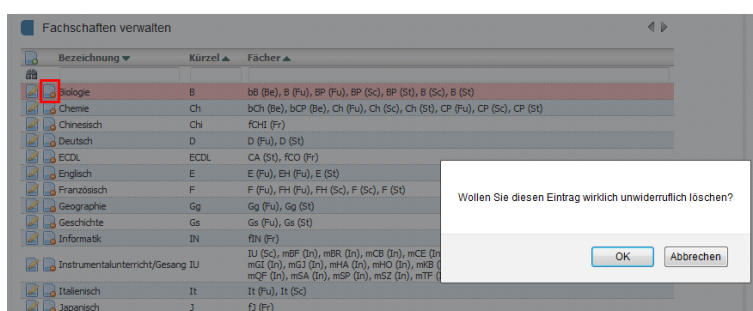 Fachschaften verwalten
Bezeichnung Kürzel Fächer
Biologie B bB (Be), B (Fu), BP (Fu), BP (Sc), BP (St), B (Sc), B (St)
Chemie Ch bCh (Be), bCP (Be), Ch (Fu), Ch (Sc), Ch (St), CP (Fu), CP (Sc), CP (St)
Chinesisch Chi fCHI (Fr)
Deutsch D D (Fu), D (St)
ECDL ECDL CA (St), fCO (Fr)
Englisch E E (Fu), EH (Fu), E (St)
Französisch F F (Fu), FH (Fu), FH (Sc), F (Sc), F (St)
Geographie Gg Gg (Fu), Gg (St)
Geschichte Gs Gs (Fu), Gs (St)
Informatik IN fIN (Fr)
IU (Sc), mBF (In), mBR (In), mCB (In), mCE (In
Instrumentalunterricht/Gesang IU mGI (In), mGJ (In), mHA (In), mHO (In), mKB (
mQF (In), mSA (In), mSP (In), mSZ (In), mTF (
Italienisch It It (Fu), It (Sc)
Japanisch J fJ (Fr)
Wollen Sie diesen Eintrag wirklich unwiderruflich löschen?
OK Abbrechen